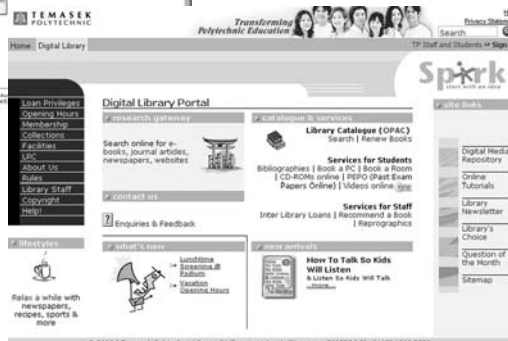 TEMASEK
POLYTECHNIC
Transforming
Polytechnic Education
Search
Home Digital Library
TP Staff and Students
Spark
start with an idea
Loan Privileges
Opening Hours
Membership
Collections
Facilities
LRC
About Us
Rules
Library Staff
Copyright
Help!
lifestyles
Relax a while with
newspapers,
recipes, sports &
more
Digital Library Portal
research gateway
Search online for e-
books, journal articles,
newspapers, websites
contact us
Enquiries & Feedback
what's new
Lunchtime
Screening @
Podium
Vacation
Opening Hours
catalogue & services
Library Catalogue (OPAC)
Search | Renew Books
Services for Students
Bibliographies | Book a PC | Book a Room
| CD-ROMs online | PEPO (Past Exam
Papers Online) | Videos online
Services for Staff
Inter Library Loans | Recommend a Book
| Reprographics
new arrivals
How To Talk So Kids
Will Listen
& Listen So Kids Will Talk
...more...
site links
Digital Media
Repository
Online
Tutorials
Library
Newsletter
Library's
Choice
Question of
the Month
Sitemap